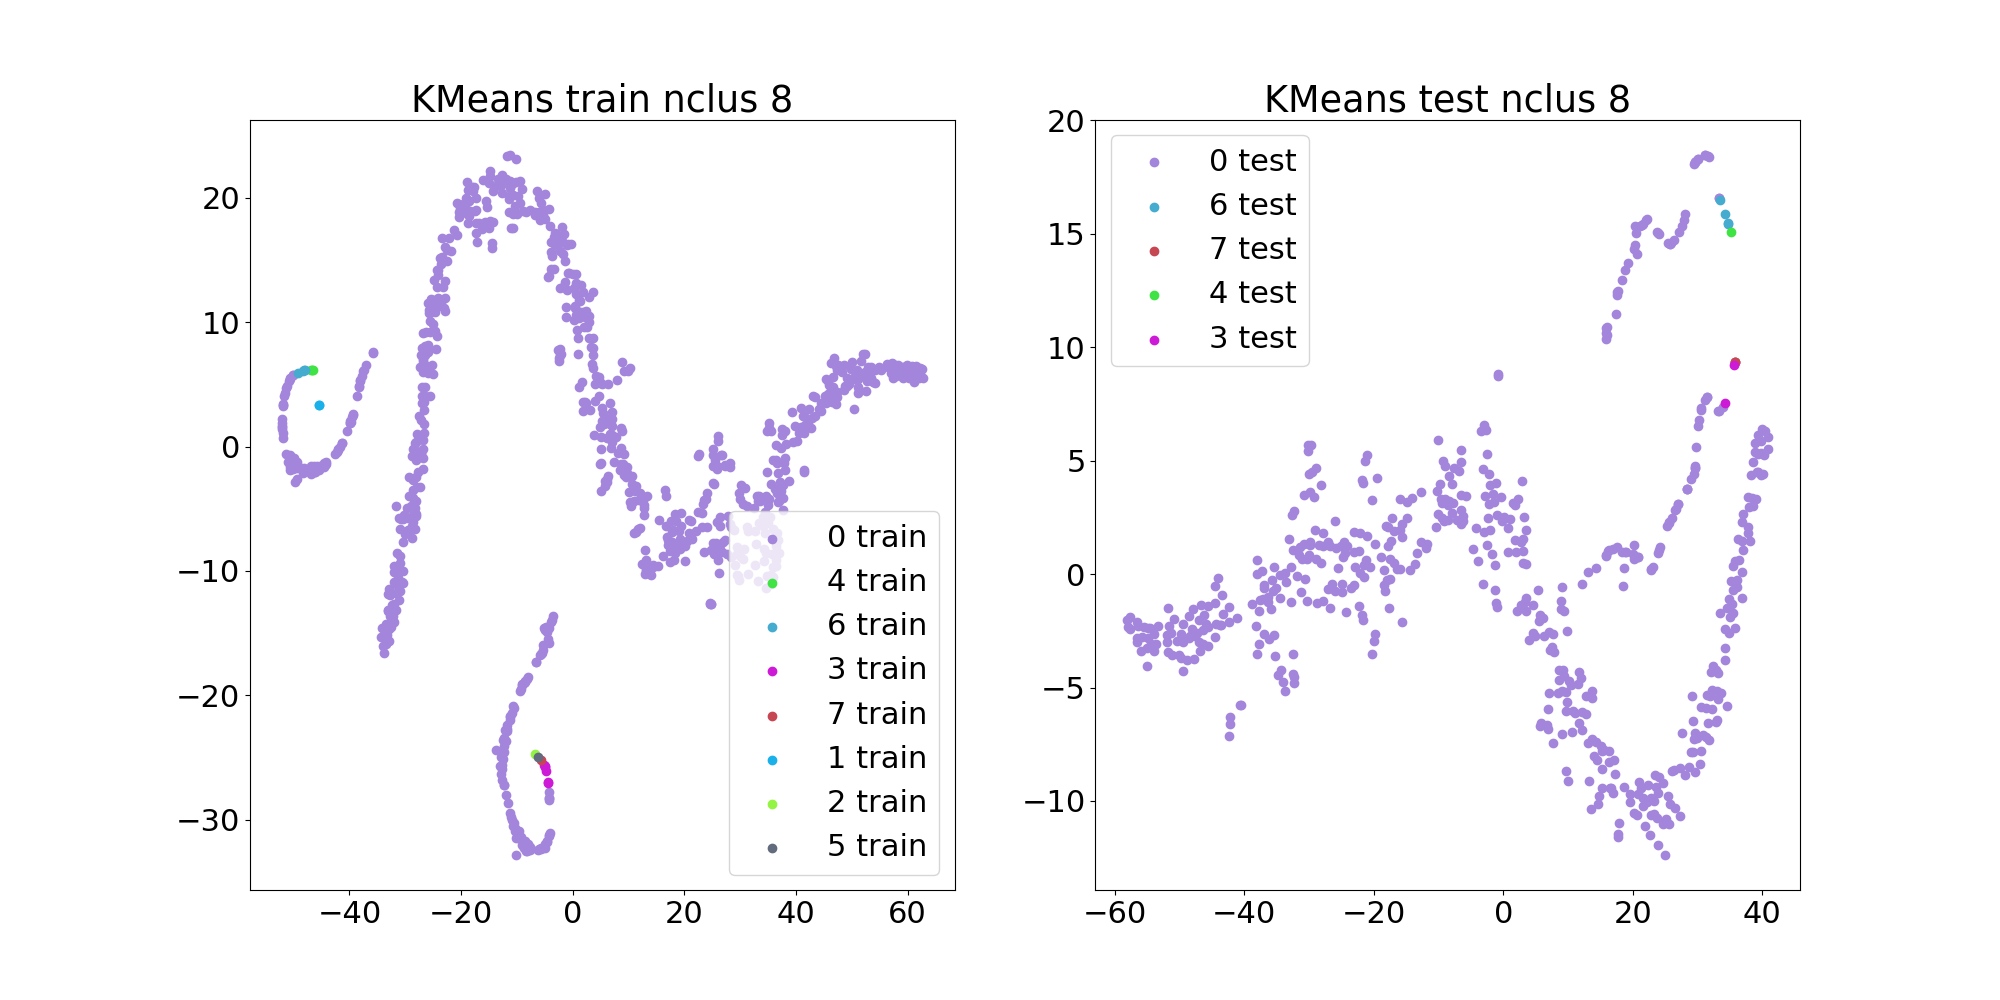 KMeans train nclus 8
20
10
0
−10
−20
−30
−40
−20
0
20
40
60
0 train
4 train
6 train
3 train
7 train
1 train
2 train
5 train
KMeans test nclus 8
20
15
10
5
0
−5
−10
−60
−40
−20
0
20
40
0 test
6 test
7 test
4 test
3 test